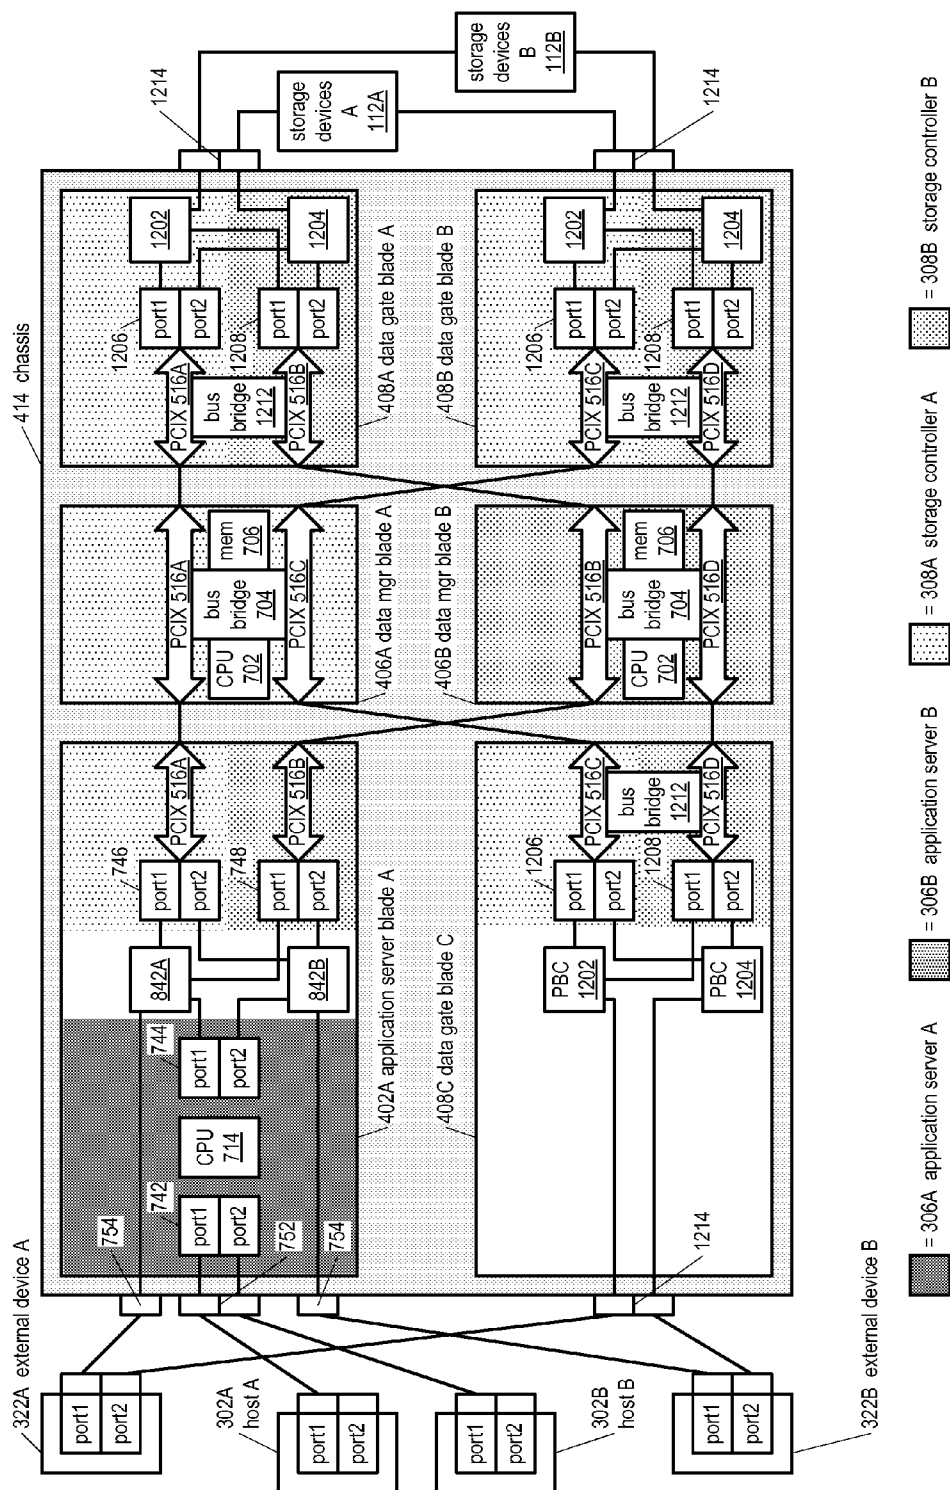 414 chassis
322A external device A
port1
port2
302A
host A
port1
port2
302B
host B
port1
port2
322B external device B
port1
port2
754
752
754
1214
742
port1
port2
CPU
714
744
port1
port2
842A
842B
746
port1
port2
748
port1
port2
PCIX 516A
PCIX 516B
402A application server blade A
408C data gate blade C
PBC
1202
PBC
1204
1206
port1
port2
1208
port1
port2
PCIX 516C
bus
bridge
1212
PCIX 516D
PCIX 516A
CPU
702
bus
bridge
704
mem
706
PCIX 516C
406A data mgr blade A
406B data mgr blade B
PCIX 516B
CPU
702
bus
bridge
704
mem
706
PCIX 516D
PCIX 516A
bus
bridge
1212
PCIX 516B
1206
port1
port2
1208
port1
port2
1202
1204
408A data gate blade A
408B data gate blade B
PCIX 516C
bus
bridge
1212
PCIX 516D
1206
port1
port2
1208
port1
port2
1202
1204
1214
1214
storage
devices
A
112A
storage
devices
B
112B
= 306A application server A
= 306B application server B
= 308A storage controller A
= 308B storage controller B